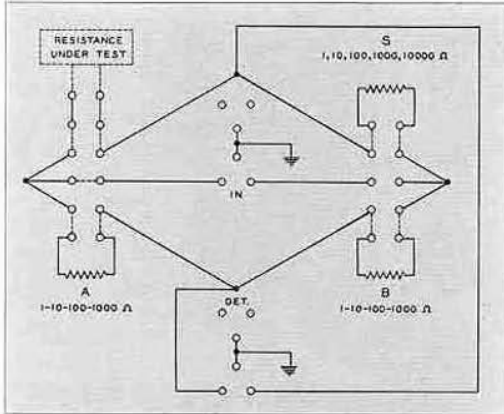 RESISTANCE
UNDER TEST
S
1,10,100,1000,10000 Ω
IN
A
1-10-100-1000 Ω
DET.
B
1-10-100-1000 Ω